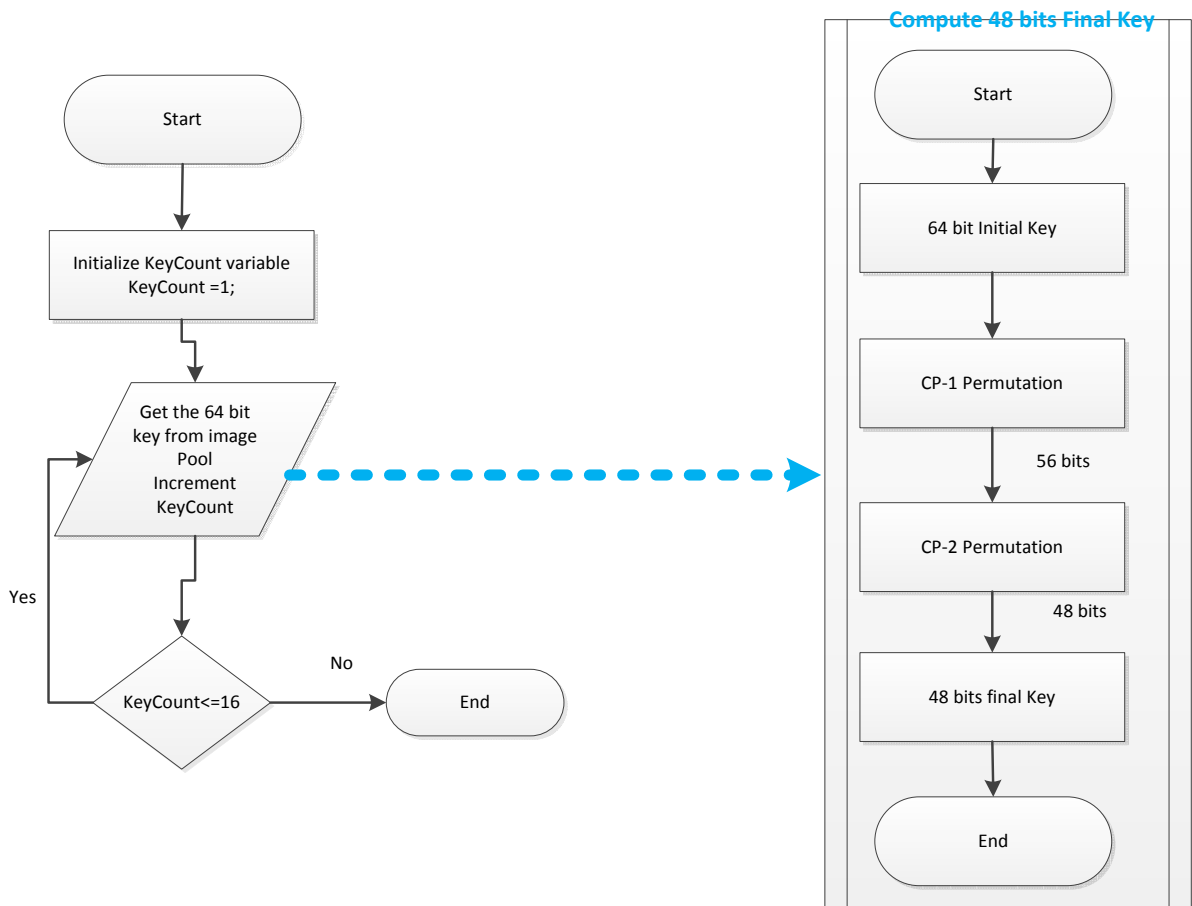 Start
Initialize KeyCount variable
KeyCount =1;
Get the 64 bit
key from image
Pool
Increment
KeyCount
Yes
KeyCount<=16
No
End
Compute 48 bits Final Key
Start
64 bit Initial Key
CP-1 Permutation
56 bits
CP-2 Permutation
48 bits
48 bits final Key
End